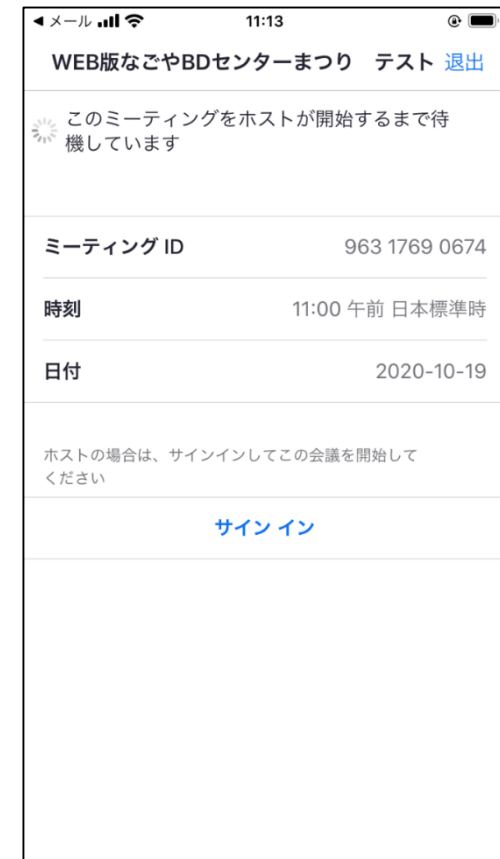 ◀メール 11:13
WEB版なごやBDセンターまつり テスト 退出
このミーティングをホストが開始するまで待
機しています
ミーティング ID 963 1769 0674
時刻 11:00 午前 日本標準時
日付 2020-10-19
ホストの場合は、サインインしてこの会議を開始して
ください
サイン イン